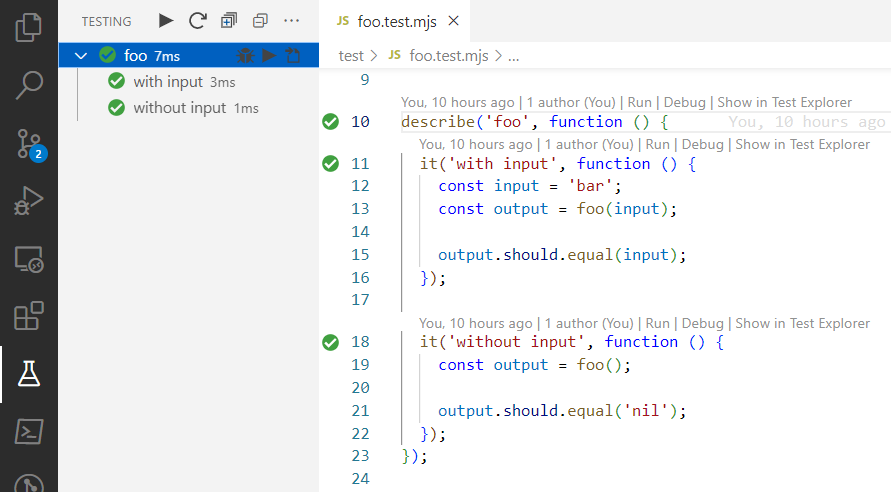 TESTING
foo 7ms
with input 3ms
without input 1ms
2
JS foo.test.mjs
test > JS foo.test.mjs > ...
9
You, 10 hours ago | 1 author (You) | Run | Debug | Show in Test Explorer
10 describe('foo', function () { You, 10 hours ago
You, 10 hours ago | 1 author (You) | Run | Debug | Show in Test Explorer
11 it('with input', function () {
12 const input = 'bar';
13 const output = foo(input);
14
15 output.should.equal(input);
16 });
17
You, 10 hours ago | 1 author (You) | Run | Debug | Show in Test Explorer
18 it('without input', function () {
19 const output = foo();
20
21 output.should.equal('nil');
22 });
23 });
24